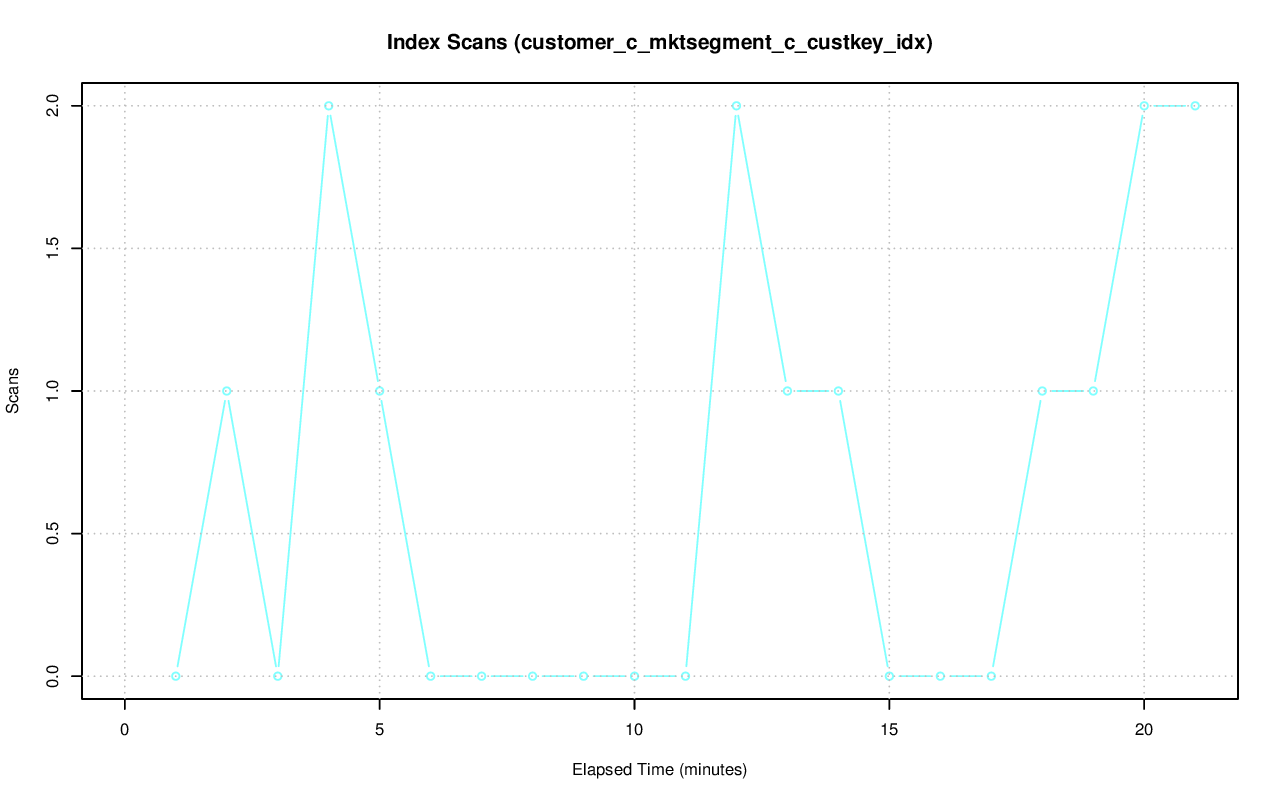 Index Scans (customer_c_mktsegment_c_custkey_idx)
2.0
1.5
1.0
0.5
0.0
Scans
0 5 10 15 20
Elapsed Time (minutes)